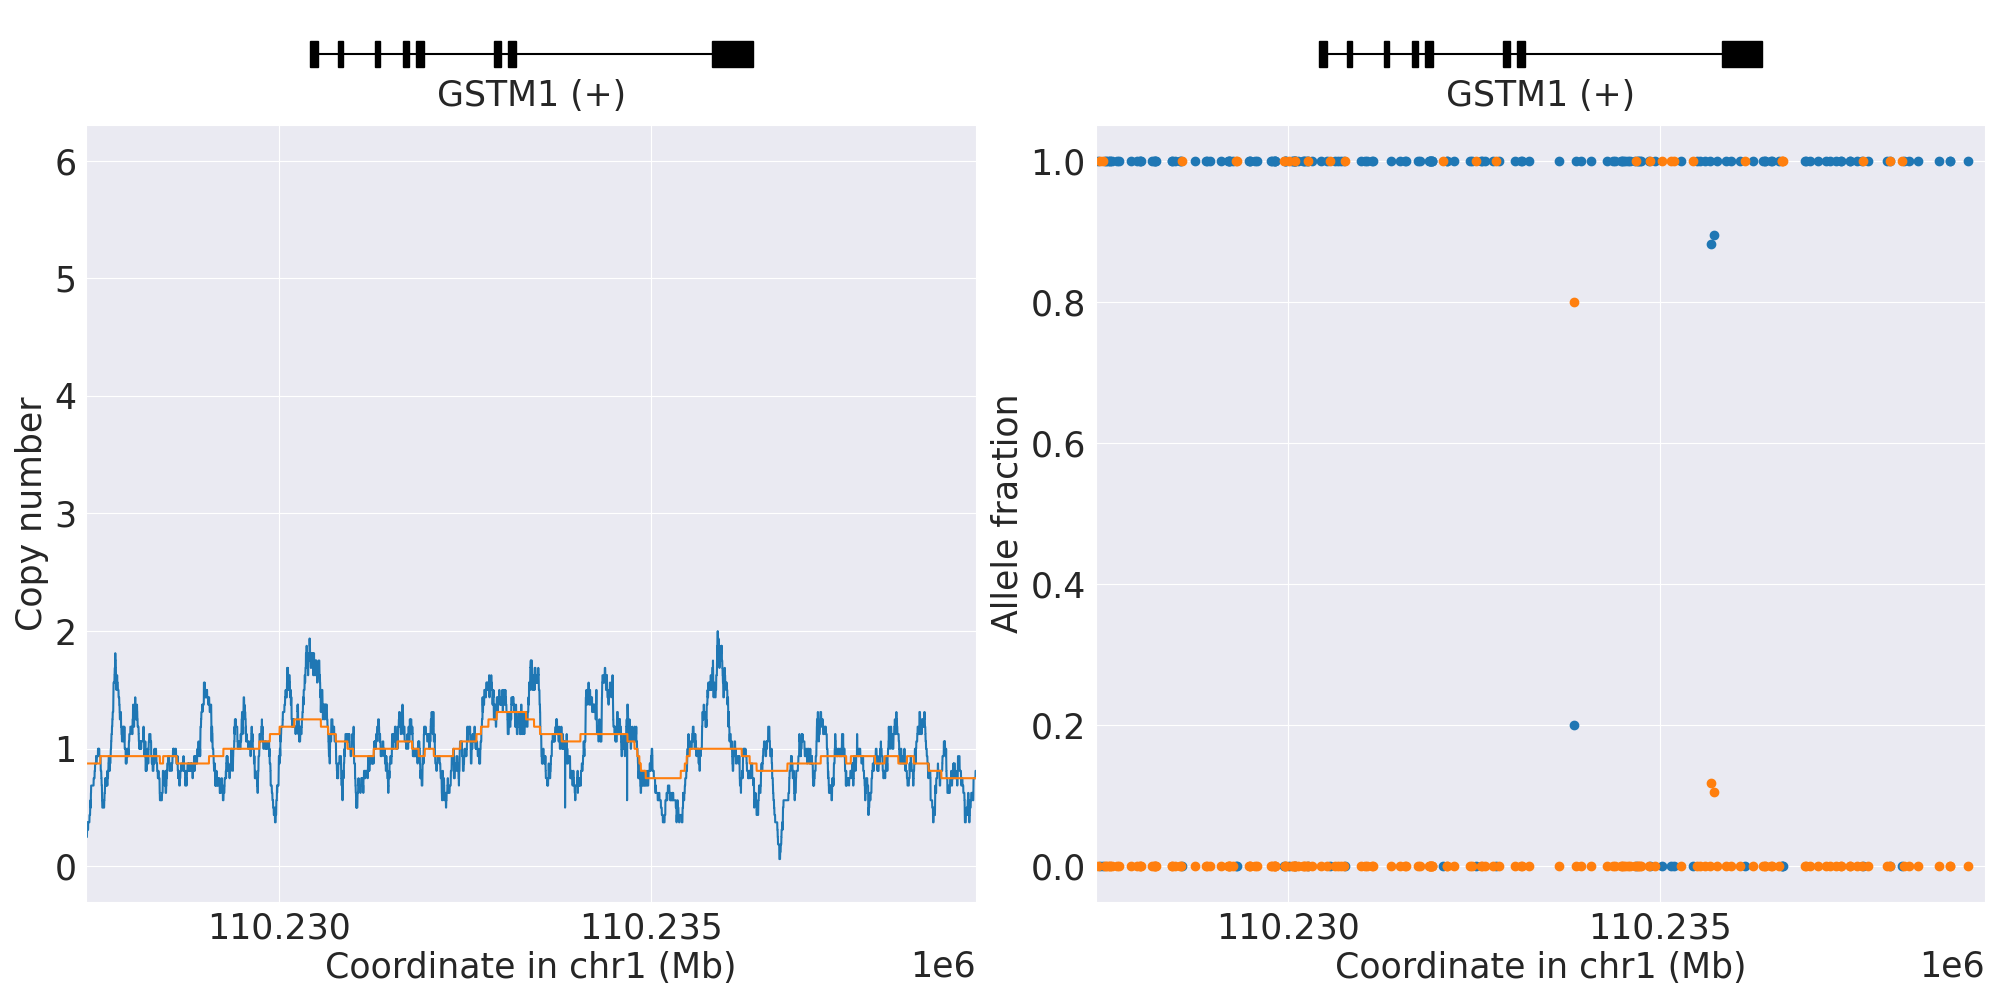 GSTM1 (+)
6
5
4
3
2
1
0
Copy number
110.230
110.235
Coordinate in chr1 (Mb)
1e6
GSTM1 (+)
1.0
0.8
0.6
0.4
0.2
0.0
Allele fraction
110.230
110.235
Coordinate in chr1 (Mb)
1e6